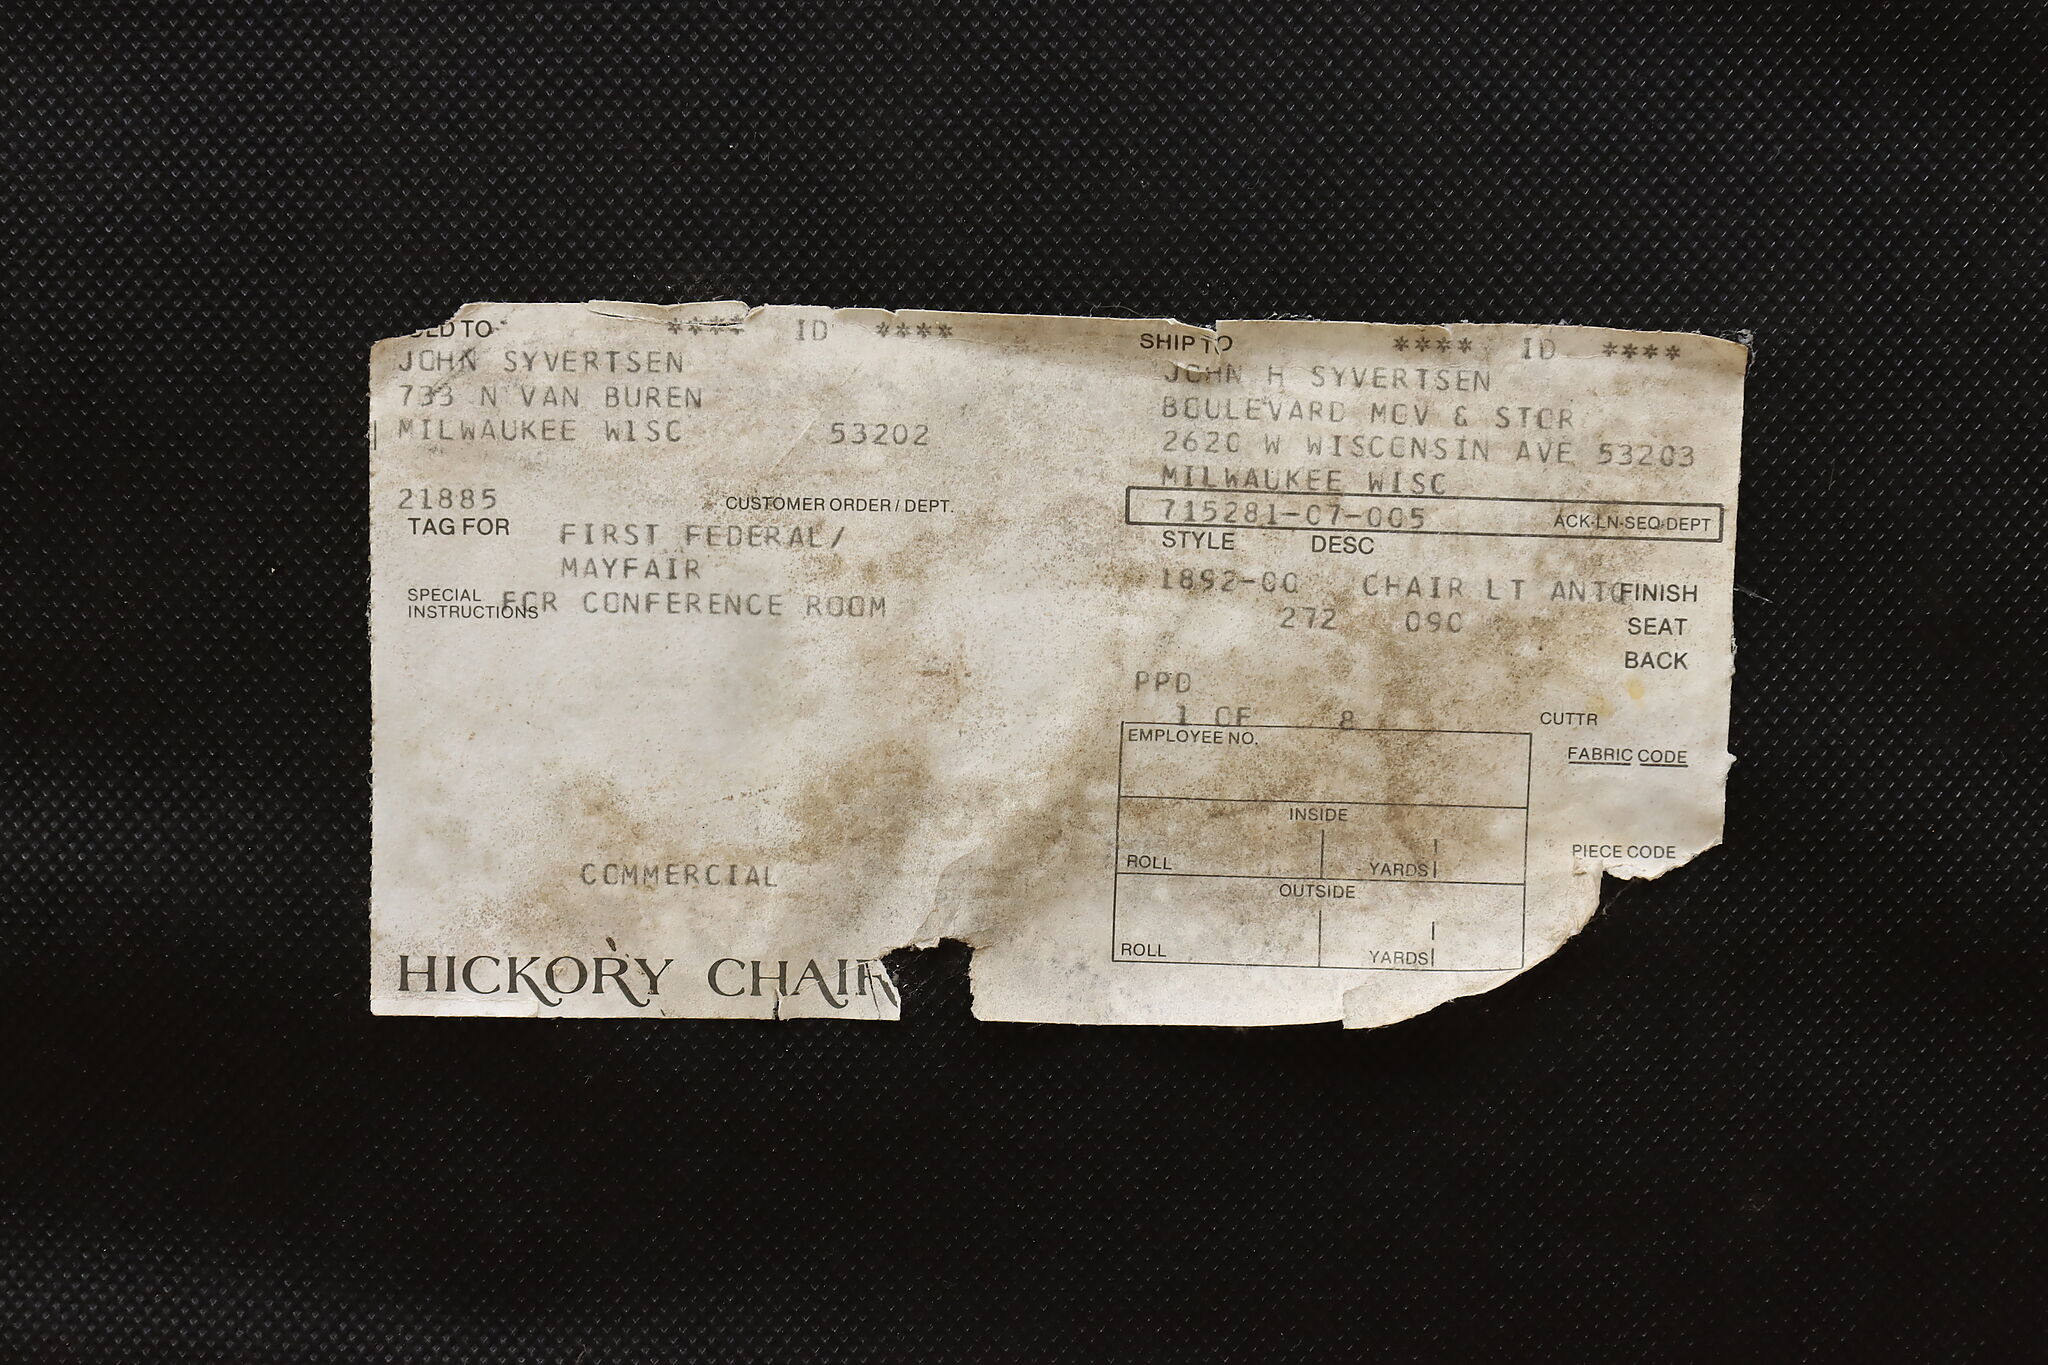 TO **** ID ****
JOHN SYVERTSEN
733 N VAN BUREN
MILWAUKEE WISC 53202
21885 CUSTOMER ORDER / DEPT.
TAG FOR FIRST FEDERAL/
MAYFAIR
SPECIAL INSTRUCTIONS FOR CONFERENCE ROOM
COMMERCIAL
HICKORY CHAIR
SHIP TO **** ID ****
JOHN H SYVERTSEN
BOULEVARD MOV & STOR
2620 W WISCONSIN AVE 53203
MILWAUKEE WISC
715281-07-005 ACK-LN-SEQ-DEPT
STYLE DESC
1892-00 CHAIR LT ANTQ FINISH
272 090 SEAT
BACK
PPD
1 OF 8 CUTTR
EMPLOYEE NO.
FABRIC CODE
INSIDE
ROLL YARDS
PIECE CODE
OUTSIDE
ROLL YARDS